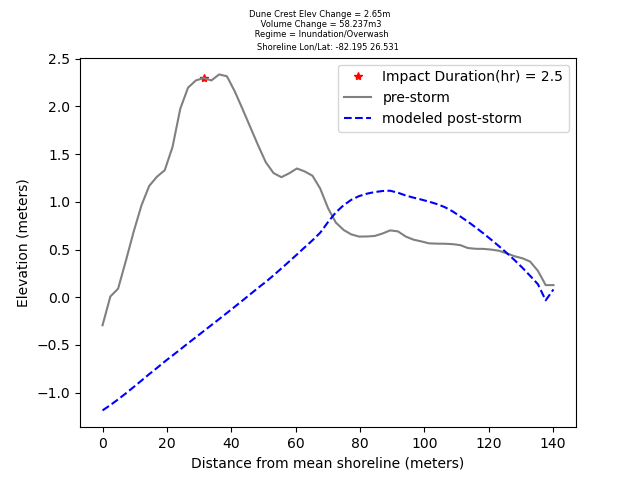 Dune Crest Elev Change = 2.65m
Volume Change = 58.237m3
Regime = Inundation/Overwash
Shoreline Lon/Lat: -82.195 26.531
Impact Duration(hr) = 2.5
pre-storm
modeled post-storm
2.5
2.0
1.5
1.0
0.5
0.0
−0.5
−1.0
Elevation (meters)
0 20 40 60 80 100 120 140
Distance from mean shoreline (meters)